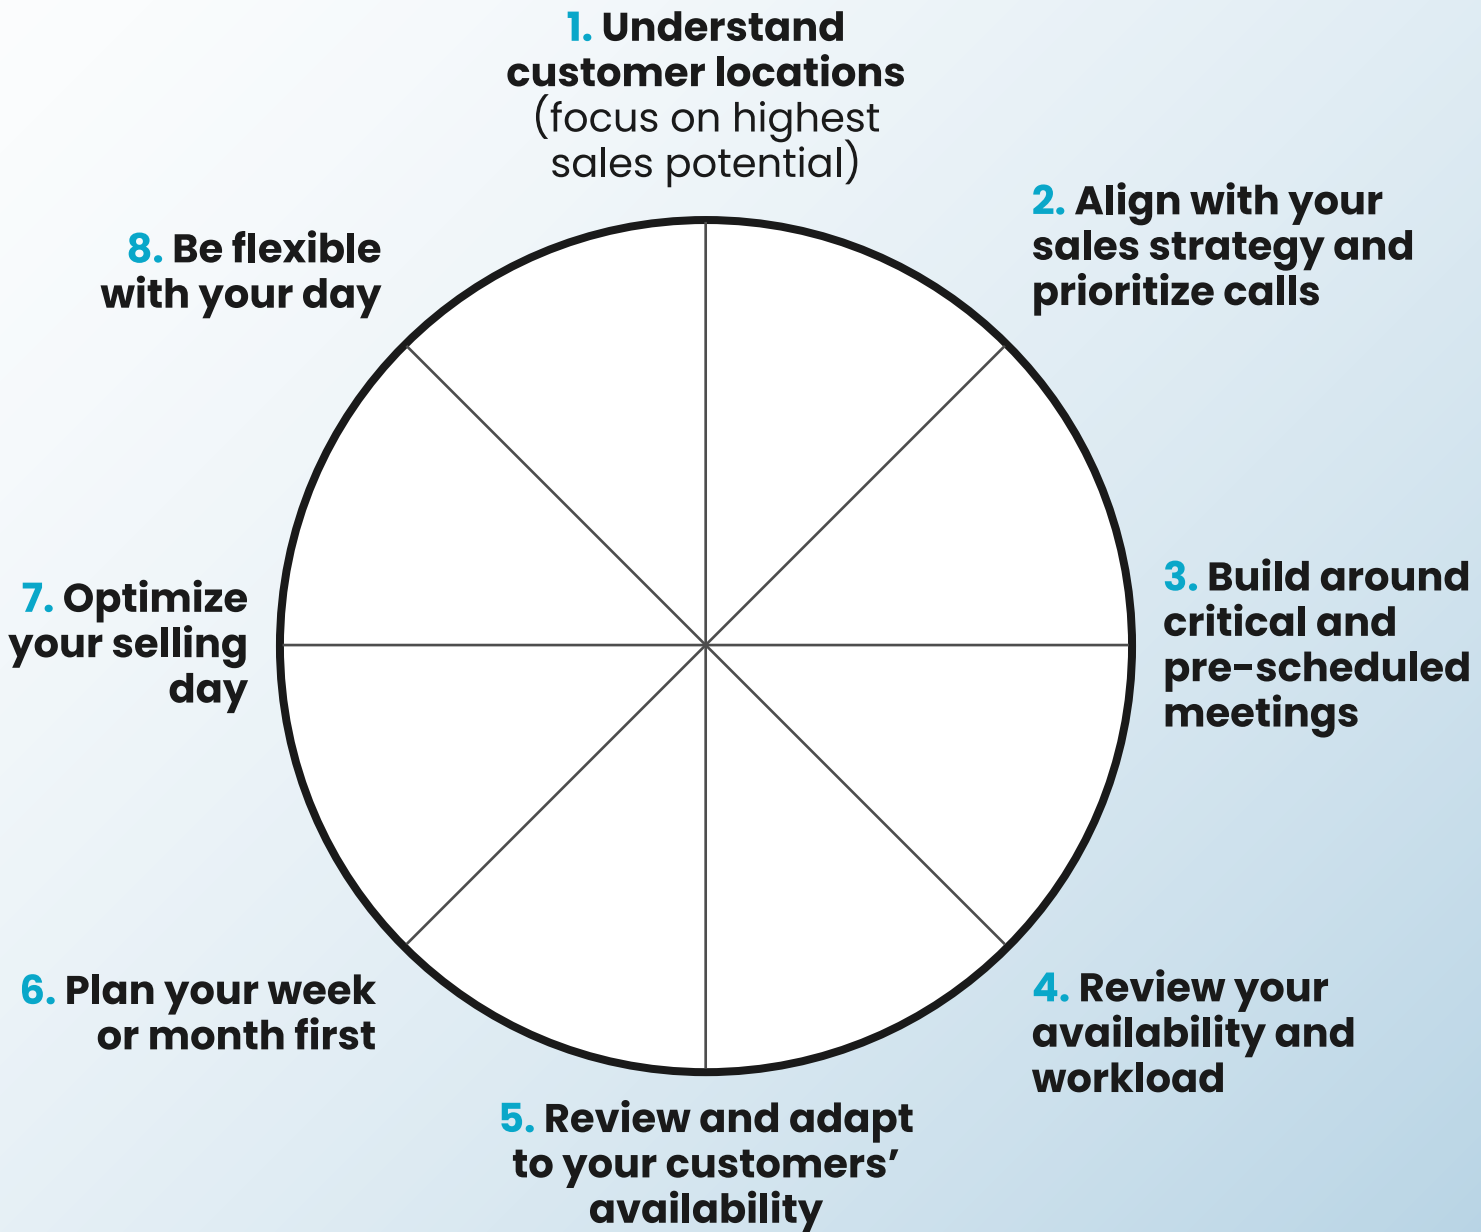 1. Understand
customer locations
(focus on highest
sales potential)
2. Align with your
sales strategy and
prioritize calls
3. Build around
critical and
pre-scheduled
meetings
4. Review your
availability and
workload
5. Review and adapt
to your customers’
availability
6. Plan your week
or month first
7. Optimize
your selling
day
8. Be flexible
with your day